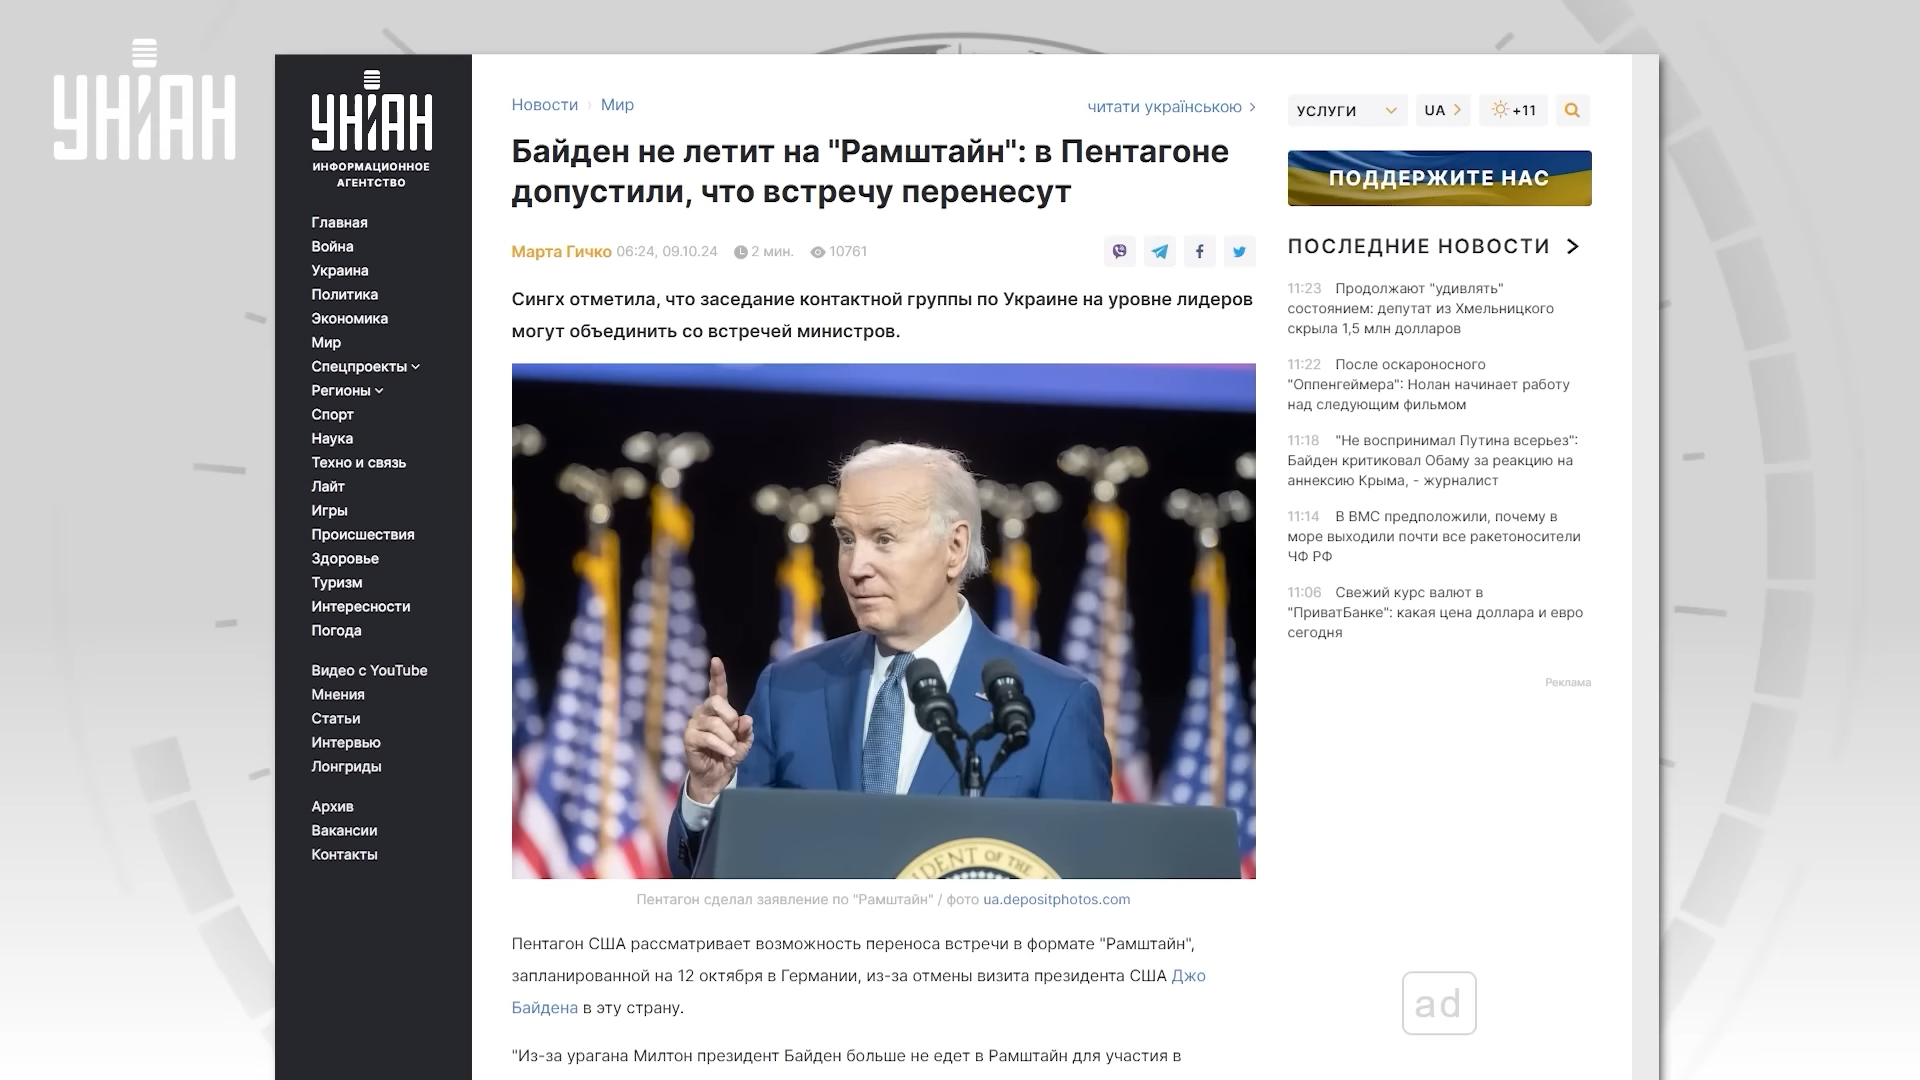 УНІАН
УНІАН
ИНФОРМАЦИОННОЕ
АГЕНТСТВО
Главная
Война
Украина
Политика
Экономика
Мир
Спецпроекты
Регионы
Спорт
Наука
Техно и связь
Лайт
Игры
Происшествия
Здоровье
Туризм
Интересности
Погода
Видео с YouTube
Мнения
Статьи
Интервью
Лонгриды
Архив
Вакансии
Контакты
Новости › Мир
читати українською >
Байден не летит на "Рамштайн": в Пентагоне
допустили, что встречу перенесут
Марта Гичко 06:24, 09.10.24 2 мин. 10761
Сингх отметила, что заседание контактной группы по Украине на уровне лидеров
могут объединить со встречей министров.
DENT OF THE
Пентагон сделал заявление по "Рамштайн" / фото ua.depositphotos.com
Пентагон США рассматривает возможность переноса встречи в формате "Рамштайн",
запланированной на 12 октября в Германии, из-за отмены визита президента США Джо
Байдена в эту страну.
"Из-за урагана Милтон президент Байден больше не едет в Рамштайн для участия в
УСЛУГИ UA +11
ПОДДЕРЖИТЕ НАС
ПОСЛЕДНИЕ НОВОСТИ
11:23 Продолжают "удивлять"
состоянием: депутат из Хмельницкого
скрыла 1,5 млн долларов
11:22 После оскароносного
"Оппенгеймера": Нолан начинает работу
над следующим фильмом
11:18 "Не воспринимал Путина всерьез":
Байден критиковал Обаму за реакцию на
аннексию Крыма, - журналист
11:14 В ВМС предположили, почему в
море выходили почти все ракетоносители
ЧФ РФ
11:06 Свежий курс валют в
"ПриватБанке": какая цена доллара и евро
сегодня
Реклама
ad